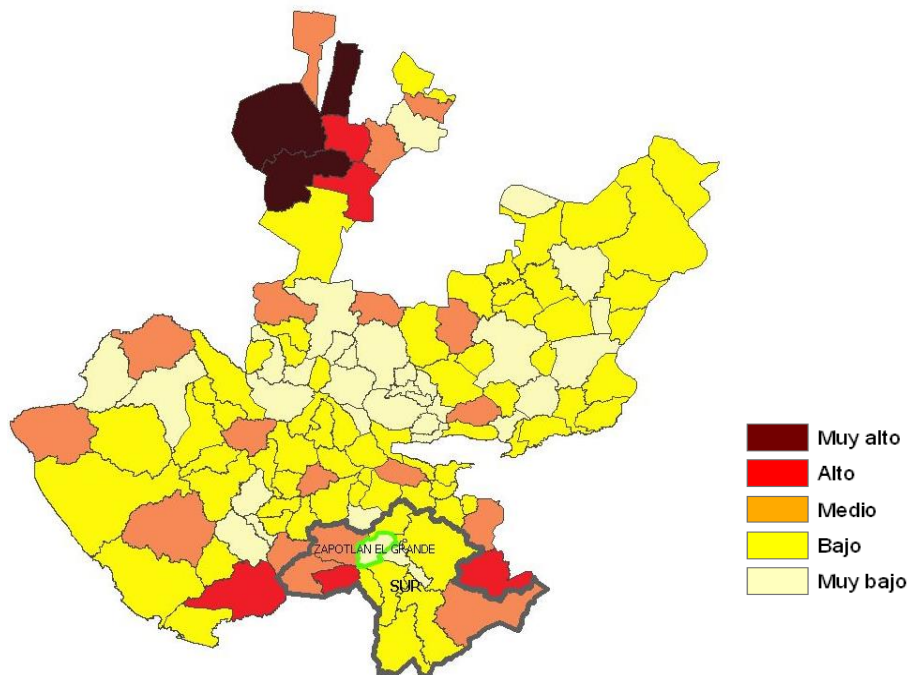 Muy alto
Alto
Medio
Bajo
Muy bajo
ZAPOTLAN EL GRANDE
SUR